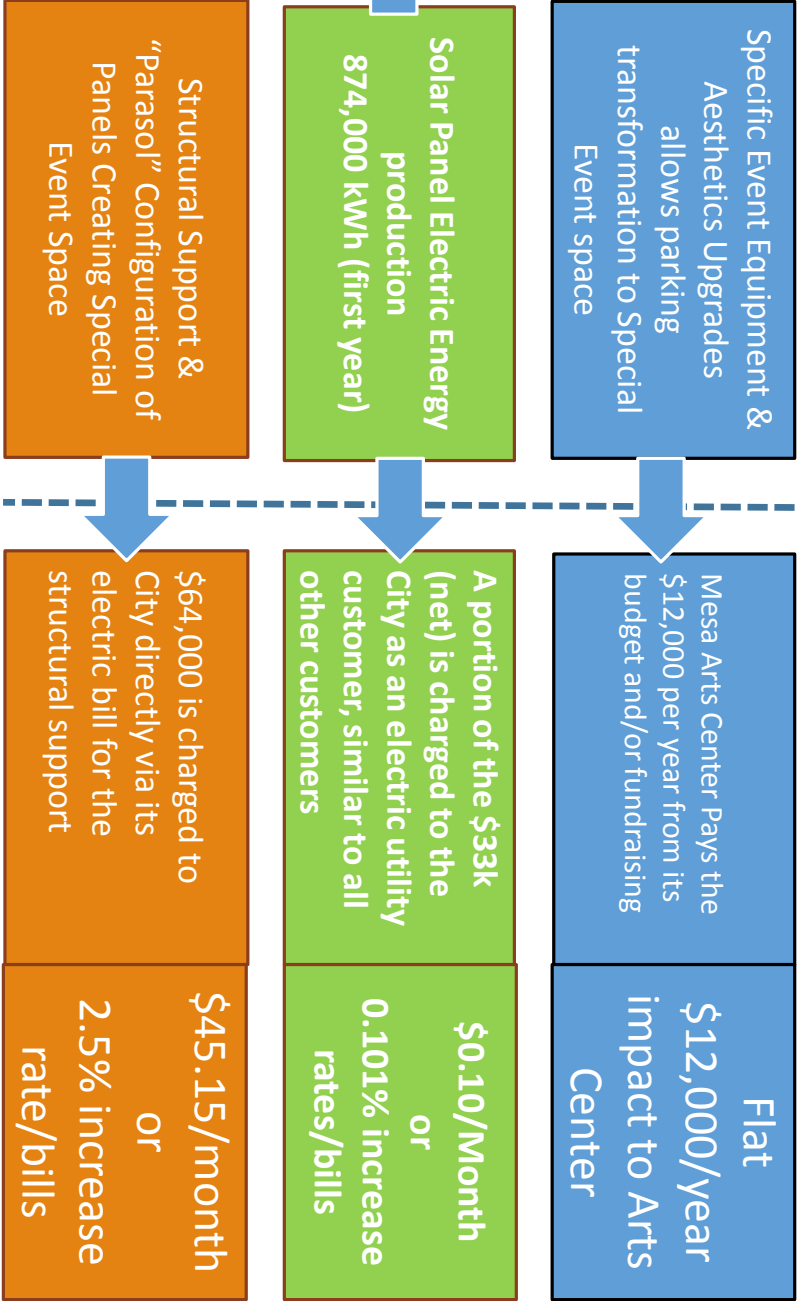 Specific Event Equipment &
Aesthetics Upgrades
allows parking
transformation to Special
Event space
Mesa Arts Center Pays the
$12,000 per year from its
budget and/or fundraising
Flat
$12,000/year
impact to Arts
Center
Solar Panel Electric Energy
production
874,000 kWh (first year)
A portion of the $33k
(net) is charged to the
City as an electric utility
customer, similar to all
other customers
$0.10/Month
or
0.101% increase
rates/bills
Structural Support &
“Parasol” Configuration of
Panels Creating Special
Event Space
$64,000 is charged to
City directly via its
electric bill for the
structural support
$45.15/month
or
2.5% increase
rate/bills